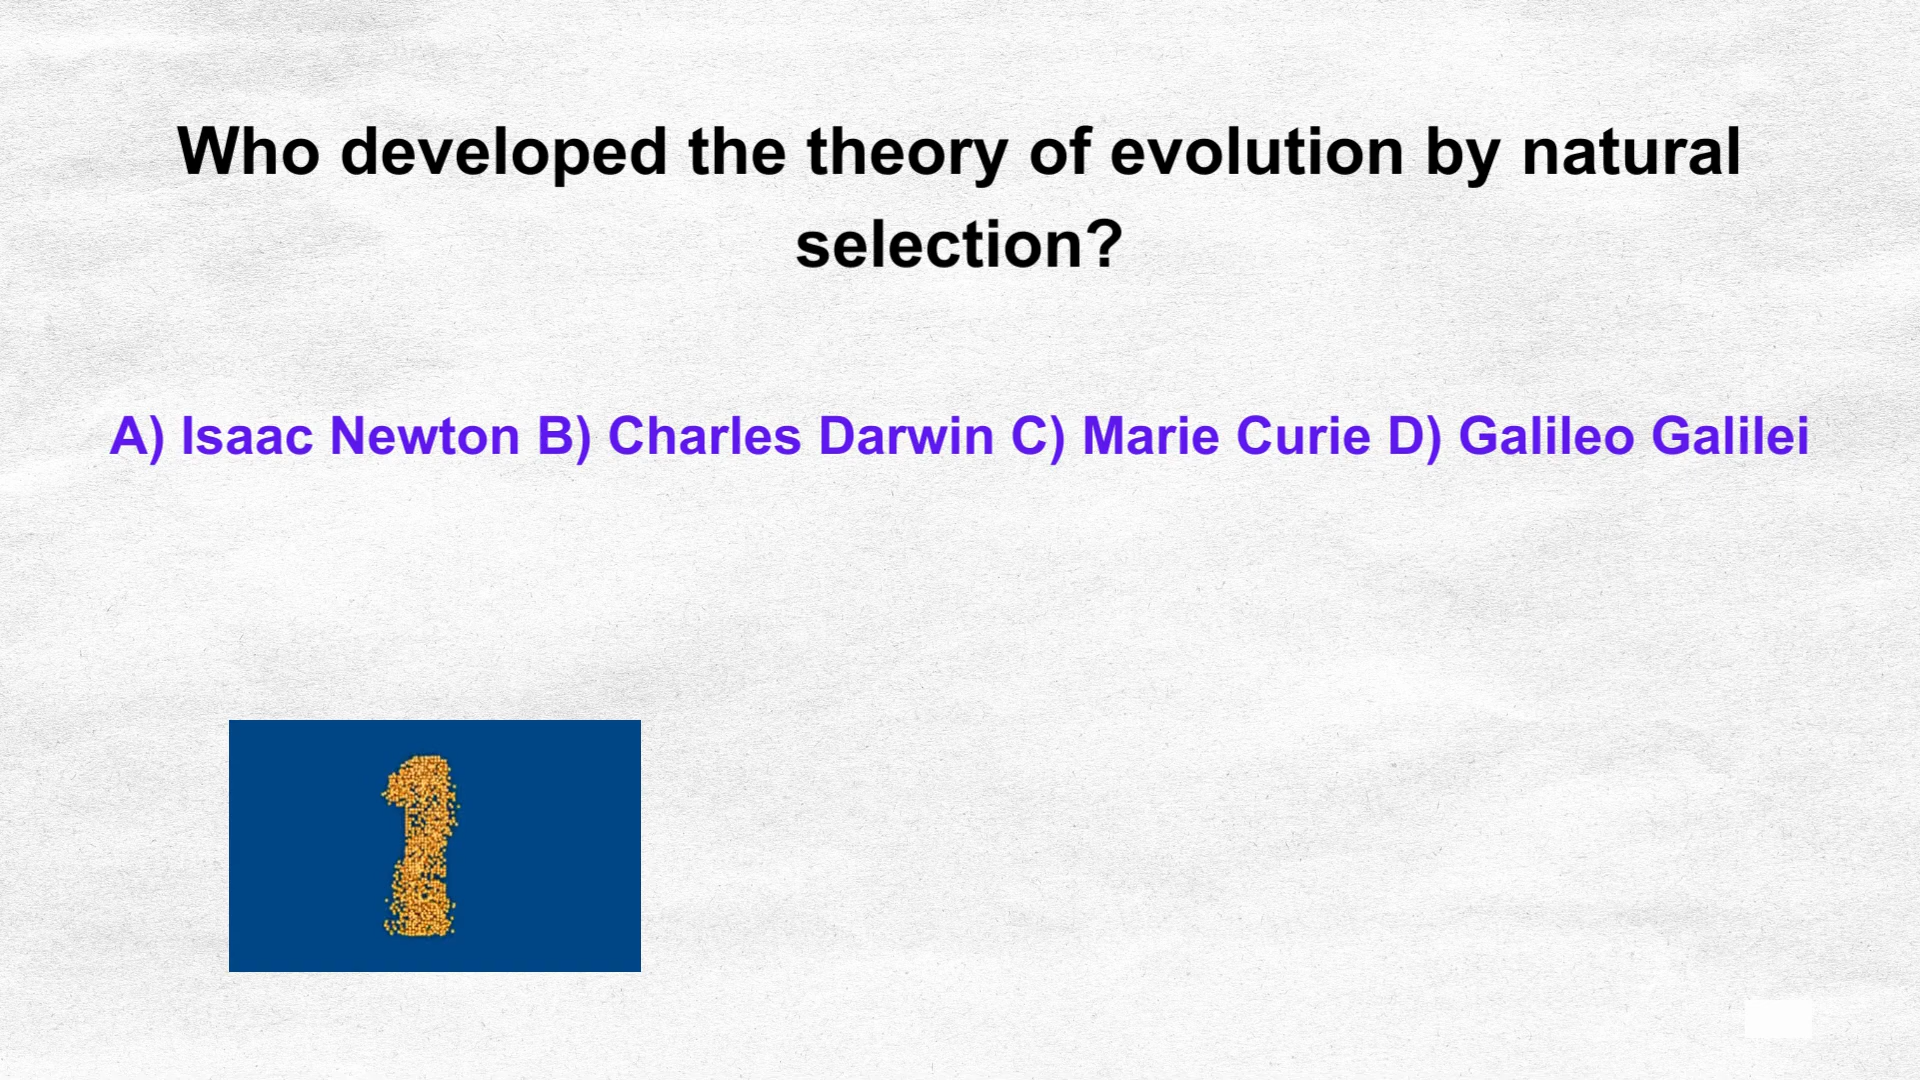 Who developed the theory of evolution by natural
selection?
A) Isaac Newton B) Charles Darwin C) Marie Curie D) Galileo Galilei
1